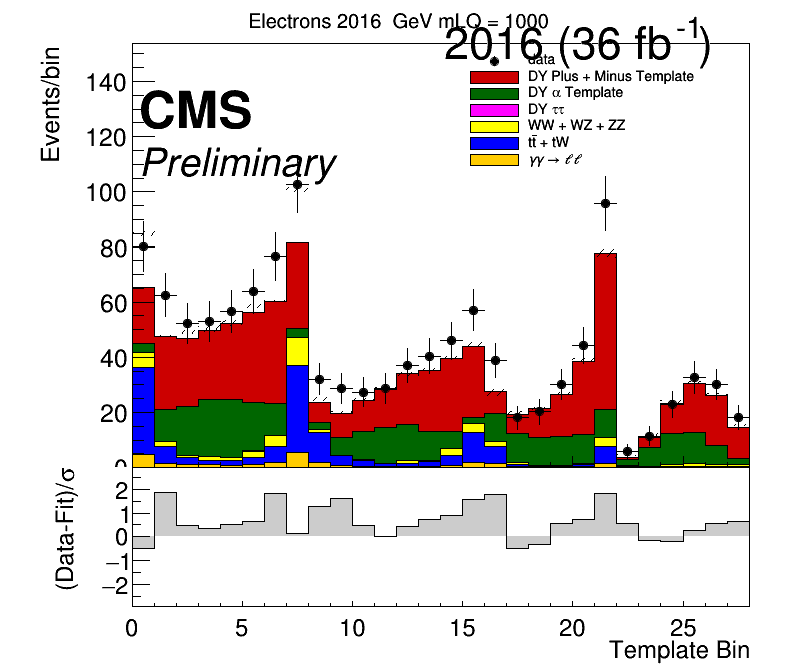 Electrons 2016 GeV mLQ = 1000
2016 (36 fb⁻¹)
Events/bin
CMS
Preliminary
data
DY Plus + Minus Template
DY α Template
DY ττ
WW + WZ + ZZ
tt̄ + tW
γγ → ℓℓ
140
120
100
80
60
40
20
0
(Data-Fit)/σ
2
1
0
−1
−2
0 5 10 15 20 25
Template Bin